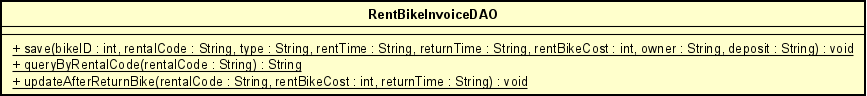 RentBikeInvoiceDAO
+ save(bikeID : int, rentalCode : String, type : String, rentTime : String, returnTime : String, rentBikeCost : int, owner : String, deposit : String) : void
+ queryByRentalCode(rentalCode : String) : String
+ updateAfterReturnBike(rentalCode : String, rentBikeCost : int, returnTime : String) : void